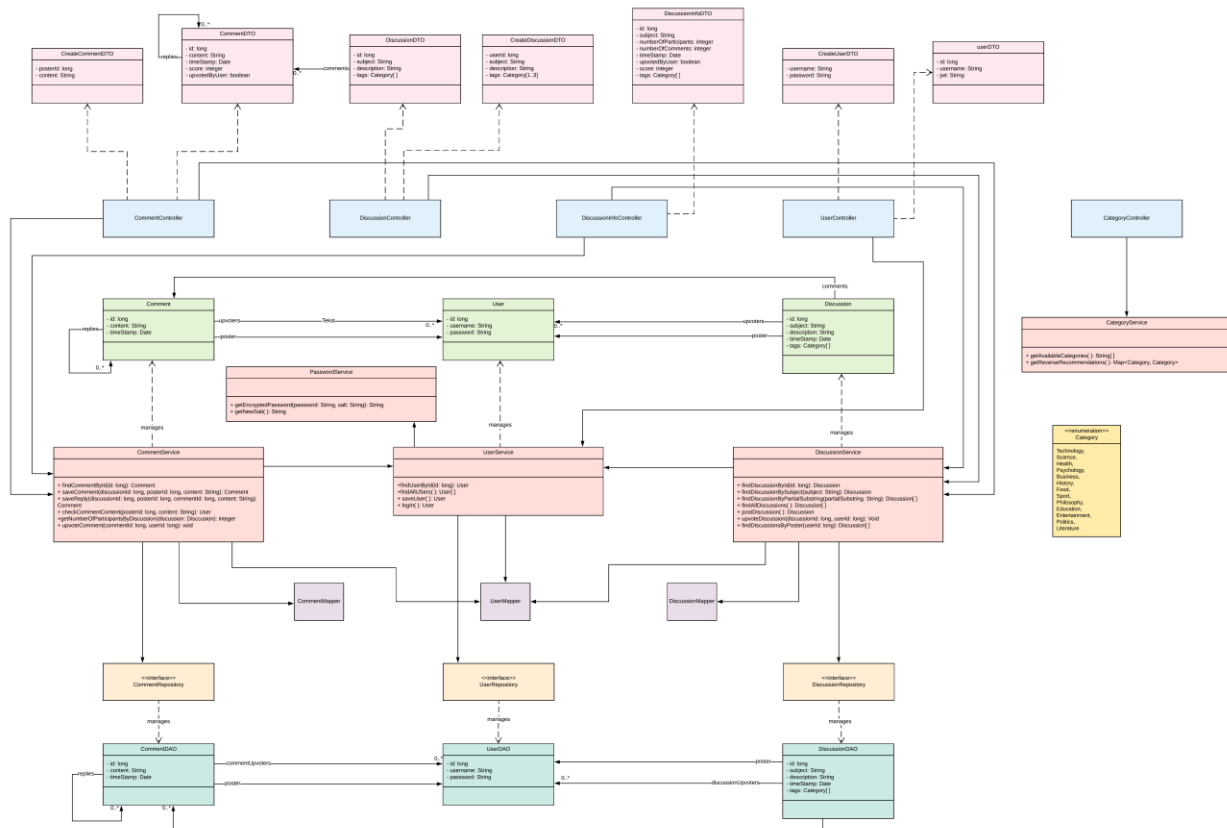 CreateCommentDTO
- posterId: long
- content: String
0..*
replies
CommentDTO
- id: long
- content: String
- timeStamp: Date
- score: integer
- upvotedByUser: boolean
0..*
comments
DiscussionDTO
- id: long
- subject: String
- description: String
- tags: Category[ ]
CreateDiscussionDTO
- userId: long
- subject: String
- description: String
- tags: Category[1..3]
DiscussionInfoDTO
- id: long
- subject: String
- numberOfParticipants: integer
- numberOfComments: integer
- timeStamp: Date
- upvotedByUser: boolean
- score: integer
- tags: Category[ ]
CreateUserDTO
- username: String
- password: String
userDTO
- id: long
- username: String
- jwt: String
CommentController
DiscussionController
DiscussionInfoController
UserController
CategoryController
comments
Comment
- id: long
- content: String
- timeStamp: Date
replies
0..*
upvoters
Tekst
0..*
poster
User
- id: long
- username: String
- password: String
0..*
upvoters
poster
Discussion
- id: long
- subject: String
- description: String
- timeStamp: Date
- tags: Category[ ]
CategoryService
+ getAvailableCategories( ): String[ ]
+ getReverseRecommendations( ): Map<Category, Category>
PasswordService
+ getEncryptedPassword(password: String, salt: String): String
+ getNewSalt( ): String
manages
manages
manages
CommentService
+ findCommentById(id: long): Comment
+ saveComment(discussionId: long, posterId: long, content: String): Comment
+ saveReply(discussionId: long, posterId: long, commentId: long, content: String):
Comment
+ checkCommentContent(posterId: long, content: String): User
+getNumberOfParticipantsByDiscussion(discussion: Disccusion): integer
+ upvoteComment(commentId: long, userId: long): void
UserService
+findUserById(id: long): User
+findAllUSers( ): User[ ]
+ saveUser( ): User
+ login( ): User
DiscussionService
+ findDiscussionById(id: long): Discussion
+ findDiscussionBySubject(subject: String): Discussion
+ findDiscussionByPartialSubstring(partialSubstring: String): Discussion[ ]
+ findAllDiscussions( ): Discussion[ ]
+ postDiscussion( ): Discussion
+ upvoteDiscussion(discussionId: long, userId: long): Void
+ findDiscussionsByPoster(userId: long): Discussion[ ]
<<enumeration>>
Category
Technology,
Science,
Health,
Psychology,
Business,
History,
Food,
Sport,
Philosophy,
Education,
Entertainment,
Politics,
Literature
CommentMapper
UserMapper
DiscussionMapper
<<interface>>
CommentRepository
<<interface>>
UserRepository
<<interface>>
DiscussionRepository
manages
manages
manages
CommentDAO
- id: long
- content: String
- timeStamp: Date
replies
0..*
0..*
commentUpvoters
0..*
poster
UserDAO
- id: long
- username: String
- password: String
poster
0..*
discussionUpvoters
DiscussionDAO
- id: long
- subject: String
- description: String
- timeStamp: Date
- tags: Category[ ]